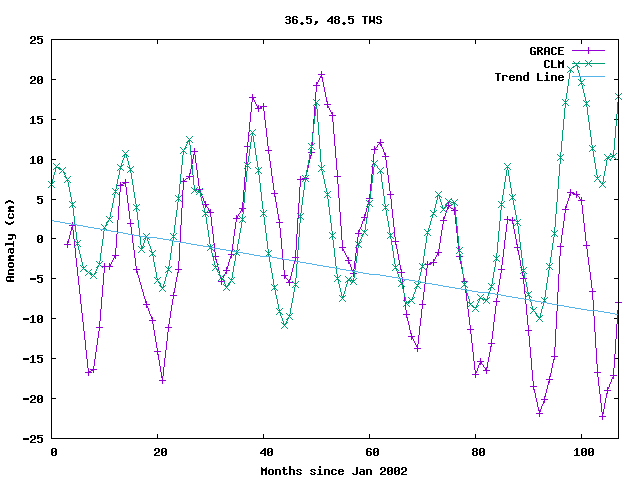 36.5, 48.5 TWS
GRACE
CLM
Trend Line
25
20
15
10
5
0
-5
-10
-15
-20
-25
Anomaly (cm)
0 20 40 60 80 100
Months since Jan 2002